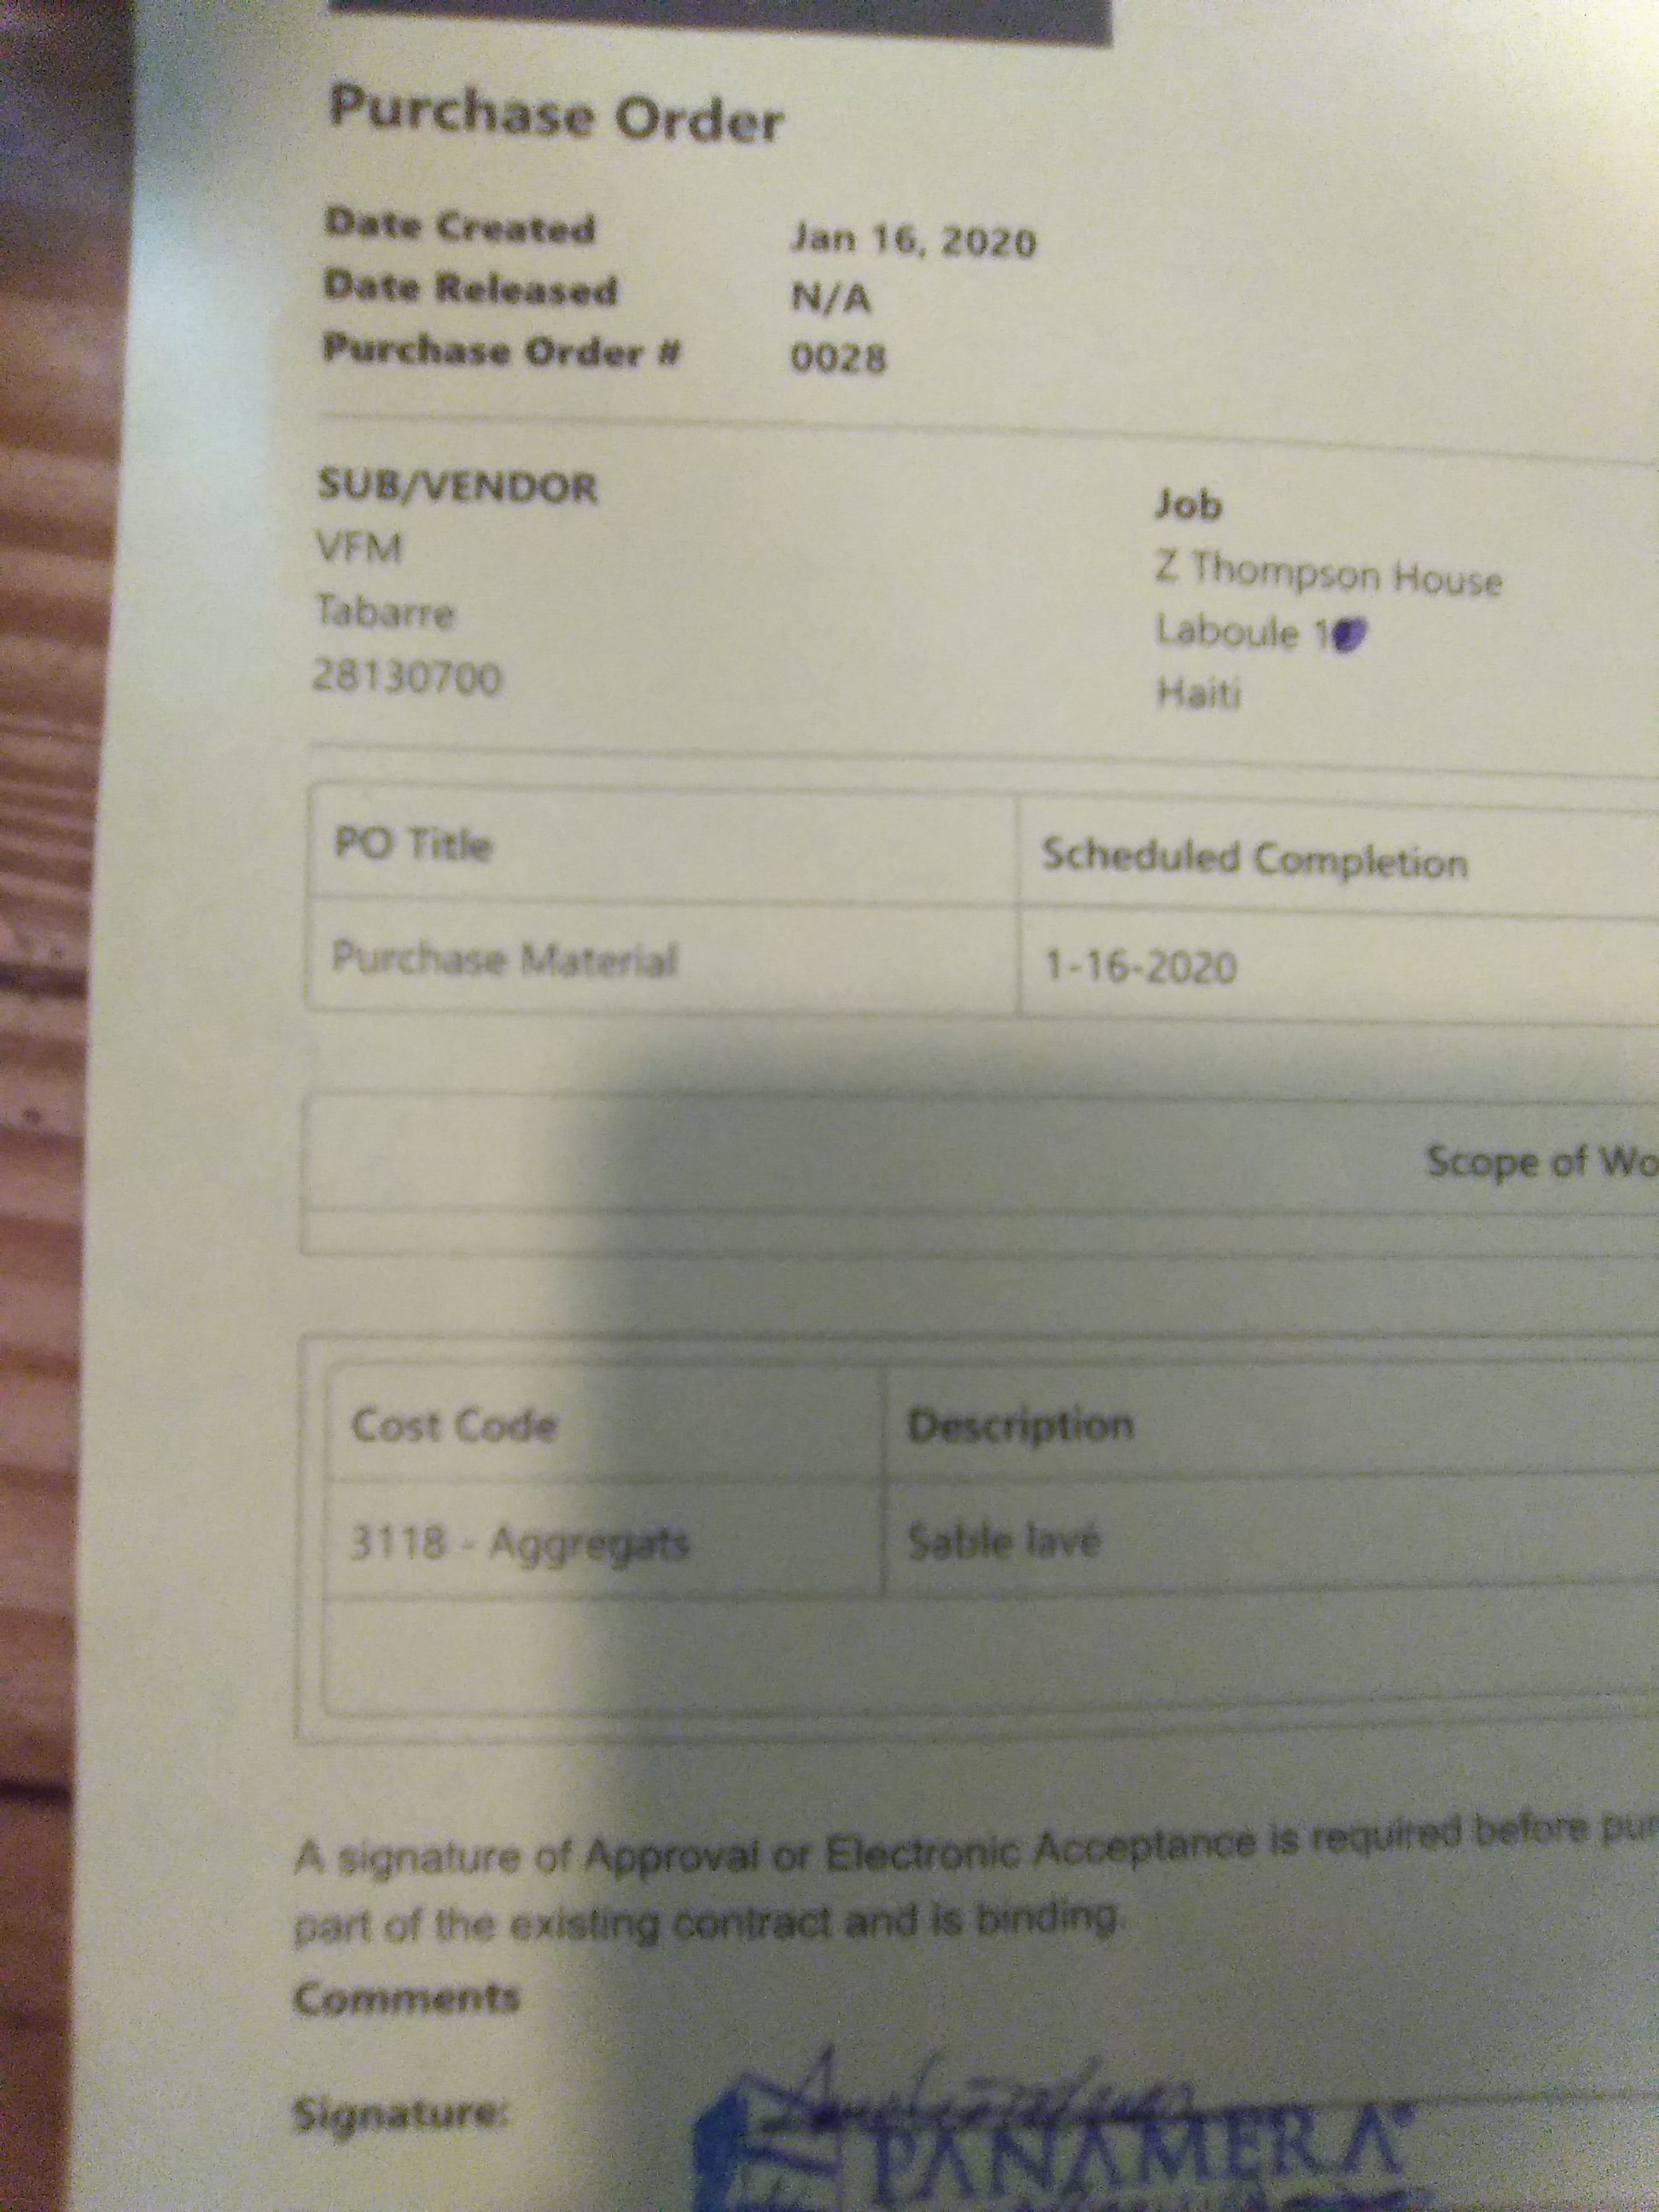 Purchase Order
Date Created Jan 16, 2020
Date Released N/A
Purchase Order # 0028
SUB/VENDOR
VFM
Tabarre
28130700
Job
Z Thompson House
Laboule 1
Haiti
PO Title Scheduled Completion
Purchase Material 1-16-2020
Scope of Wo
Cost Code Description
3118 - Aggregats Sable lavé
A signature of Approval or Electronic Acceptance is required before pur
part of the existing contract and is binding.
Comments
Signature:
PANAMERA